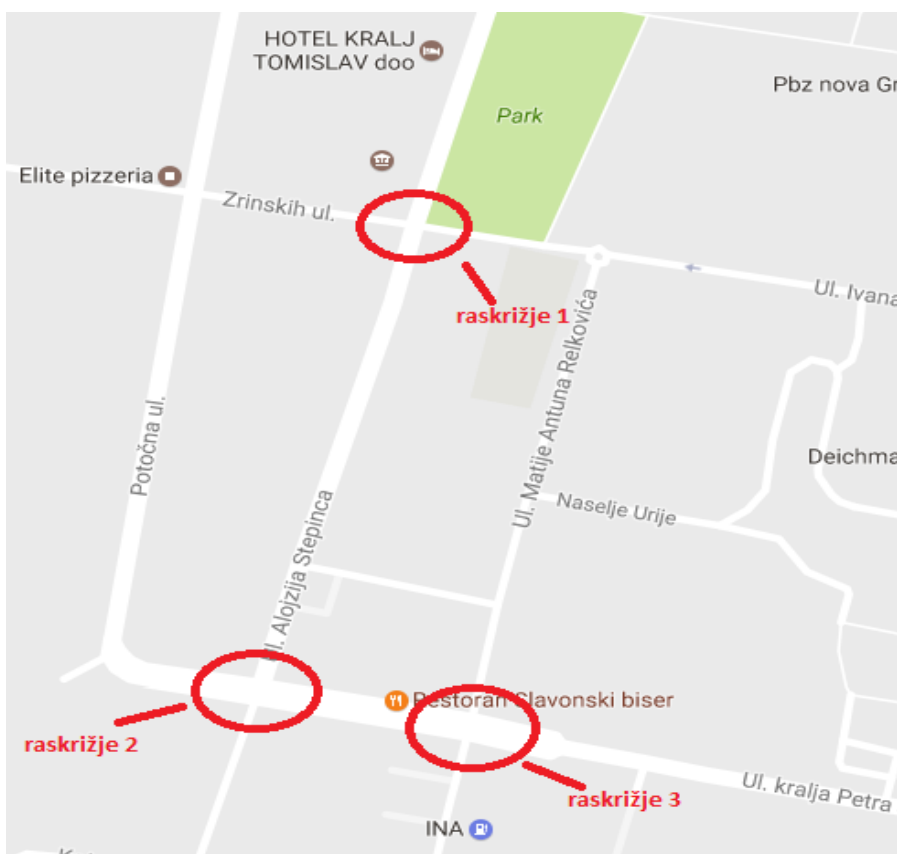 HOTEL KRALJ
TOMISLAV doo
Park
Pbz nova Gr
Elite pizzeria
Zrinskih ul.
raskrižje 1
Ul. Ivana
Ul. Matije Antuna Relkovića
Potočna ul.
Deichma
Naselje Urije
Ul. Alojzija Stepinca
Restoran Slavonski biser
raskrižje 2
Ul. kralja Petra
raskrižje 3
INA